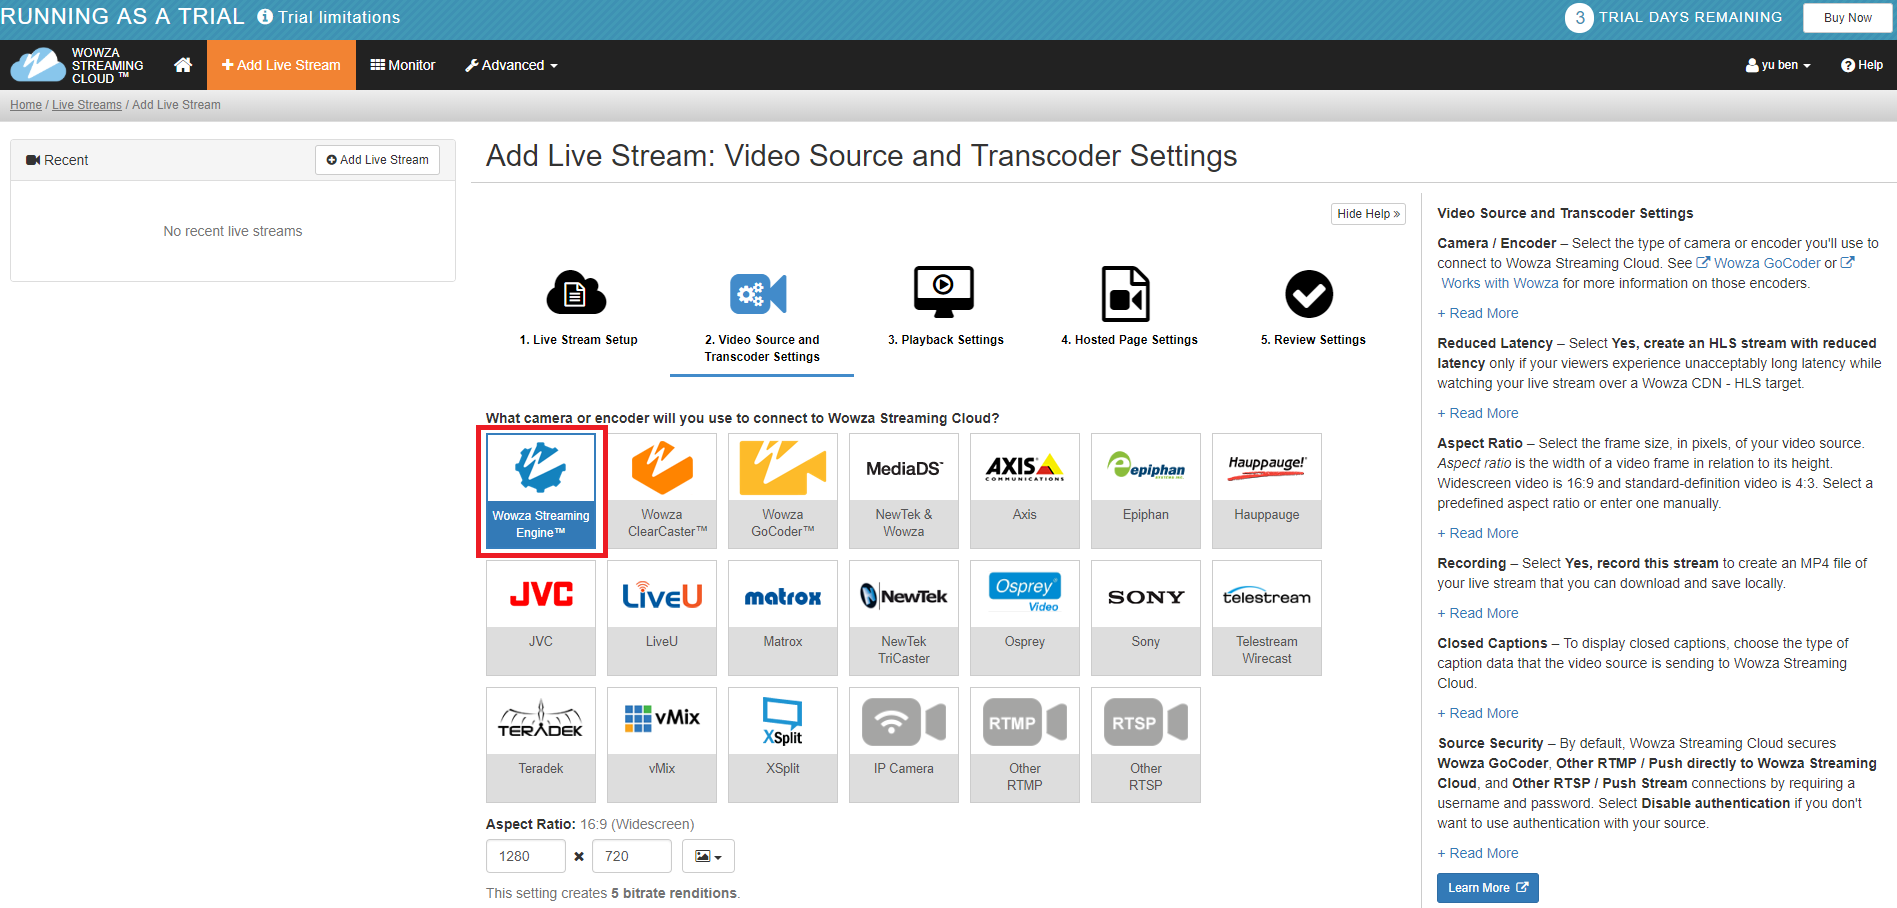 RUNNING AS A TRIAL Trial limitations
3 TRIAL DAYS REMAINING Buy Now
WOWZA
STREAMING
CLOUD ™
Add Live Stream Monitor Advanced
yu ben Help
Home / Live Streams / Add Live Stream
Recent Add Live Stream
No recent live streams
Add Live Stream: Video Source and Transcoder Settings
Hide Help »
1. Live Stream Setup
2. Video Source and
Transcoder Settings
3. Playback Settings
4. Hosted Page Settings
5. Review Settings
What camera or encoder will you use to connect to Wowza Streaming Cloud?
Wowza Streaming
Engine™
Wowza
ClearCaster™
Wowza
GoCoder™
MediaDS™
NewTek &
Wowza
AXIS
COMMUNICATIONS
Axis
epiphan
SYSTEMS INC.
Epiphan
Hauppauge!
Hauppauge
JVC
JVC
LiveU
LiveU
matrox
Matrox
NewTek
NewTek
TriCaster
Osprey
Video
Osprey
SONY
Sony
telestream
Telestream
Wirecast
TERADEK
Teradek
vMix
vMix
XSplit
XSplit
IP Camera
RTMP
Other
RTMP
RTSP
Other
RTSP
Aspect Ratio: 16:9 (Widescreen)
1280 × 720
This setting creates 5 bitrate renditions.
Video Source and Transcoder Settings
Camera / Encoder – Select the type of camera or encoder you'll use to
connect to Wowza Streaming Cloud. See Wowza GoCoder or
Works with Wowza for more information on those encoders.
+ Read More
Reduced Latency – Select Yes, create an HLS stream with reduced
latency only if your viewers experience unacceptably long latency while
watching your live stream over a Wowza CDN - HLS target.
+ Read More
Aspect Ratio – Select the frame size, in pixels, of your video source.
Aspect ratio is the width of a video frame in relation to its height.
Widescreen video is 16:9 and standard-definition video is 4:3. Select a
predefined aspect ratio or enter one manually.
+ Read More
Recording – Select Yes, record this stream to create an MP4 file of
your live stream that you can download and save locally.
+ Read More
Closed Captions – To display closed captions, choose the type of
caption data that the video source is sending to Wowza Streaming
Cloud.
+ Read More
Source Security – By default, Wowza Streaming Cloud secures
Wowza GoCoder, Other RTMP / Push directly to Wowza Streaming
Cloud, and Other RTSP / Push Stream connections by requiring a
username and password. Select Disable authentication if you don't
want to use authentication with your source.
+ Read More
Learn More